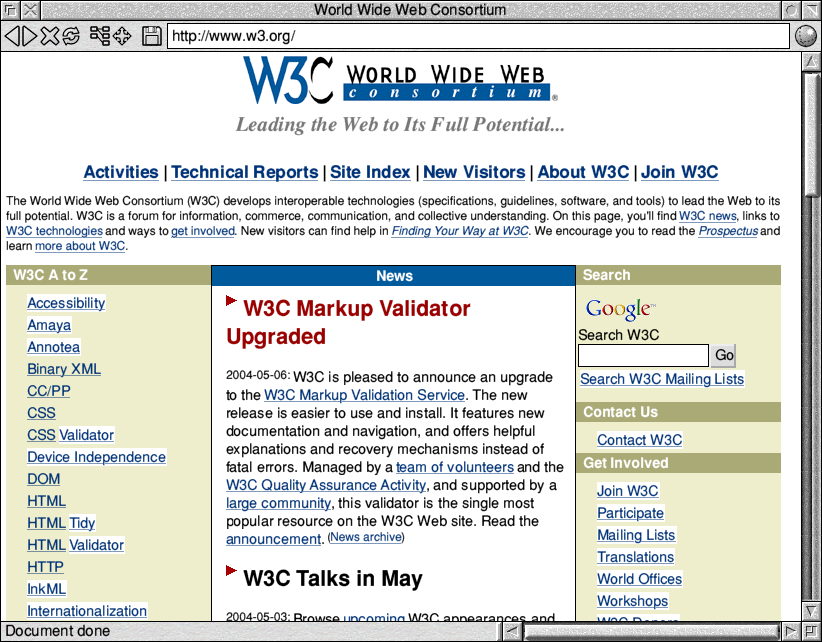 World Wide Web Consortium
http://www.w3.org/
W3C WORLD WIDE WEB
consortium®
Leading the Web to Its Full Potential...
Activities | Technical Reports | Site Index | New Visitors | About W3C | Join W3C
The World Wide Web Consortium (W3C) develops interoperable technologies (specifications, guidelines, software, and tools) to lead the Web to its
full potential. W3C is a forum for information, commerce, communication, and collective understanding. On this page, you'll find W3C news, links to
W3C technologies and ways to get involved. New visitors can find help in Finding Your Way at W3C. We encourage you to read the Prospectus and
learn more about W3C.
W3C A to Z
Accessibility
Amaya
Annotea
Binary XML
CC/PP
CSS
CSS Validator
Device Independence
DOM
HTML
HTML Tidy
HTML Validator
HTTP
InkML
Internationalization
News
W3C Markup Validator
Upgraded
2004-05-06: W3C is pleased to announce an upgrade
to the W3C Markup Validation Service. The new
release is easier to use and install. It features new
documentation and navigation, and offers helpful
explanations and recovery mechanisms instead of
fatal errors. Managed by a team of volunteers and the
W3C Quality Assurance Activity, and supported by a
large community, this validator is the single most
popular resource on the W3C Web site. Read the
announcement. (News archive)
W3C Talks in May
2004-05-03: Browse upcoming W3C appearances and
Search
Google™
Search W3C
Go
Search W3C Mailing Lists
Contact Us
Contact W3C
Get Involved
Join W3C
Participate
Mailing Lists
Translations
World Offices
Workshops
W3C Donors
Document done